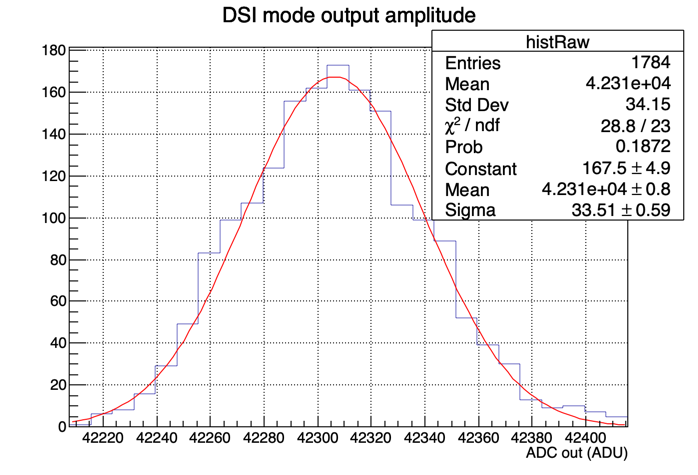 DSI mode output amplitude
histRaw
Entries 1784
Mean 4.231e+04
Std Dev 34.15
χ² / ndf 28.8 / 23
Prob 0.1872
Constant 167.5 ± 4.9
Mean 4.231e+04 ± 0.8
Sigma 33.51 ± 0.59
180
160
140
120
100
80
60
40
20
0
42220 42240 42260 42280 42300 42320 42340 42360 42380 42400
ADC out (ADU)